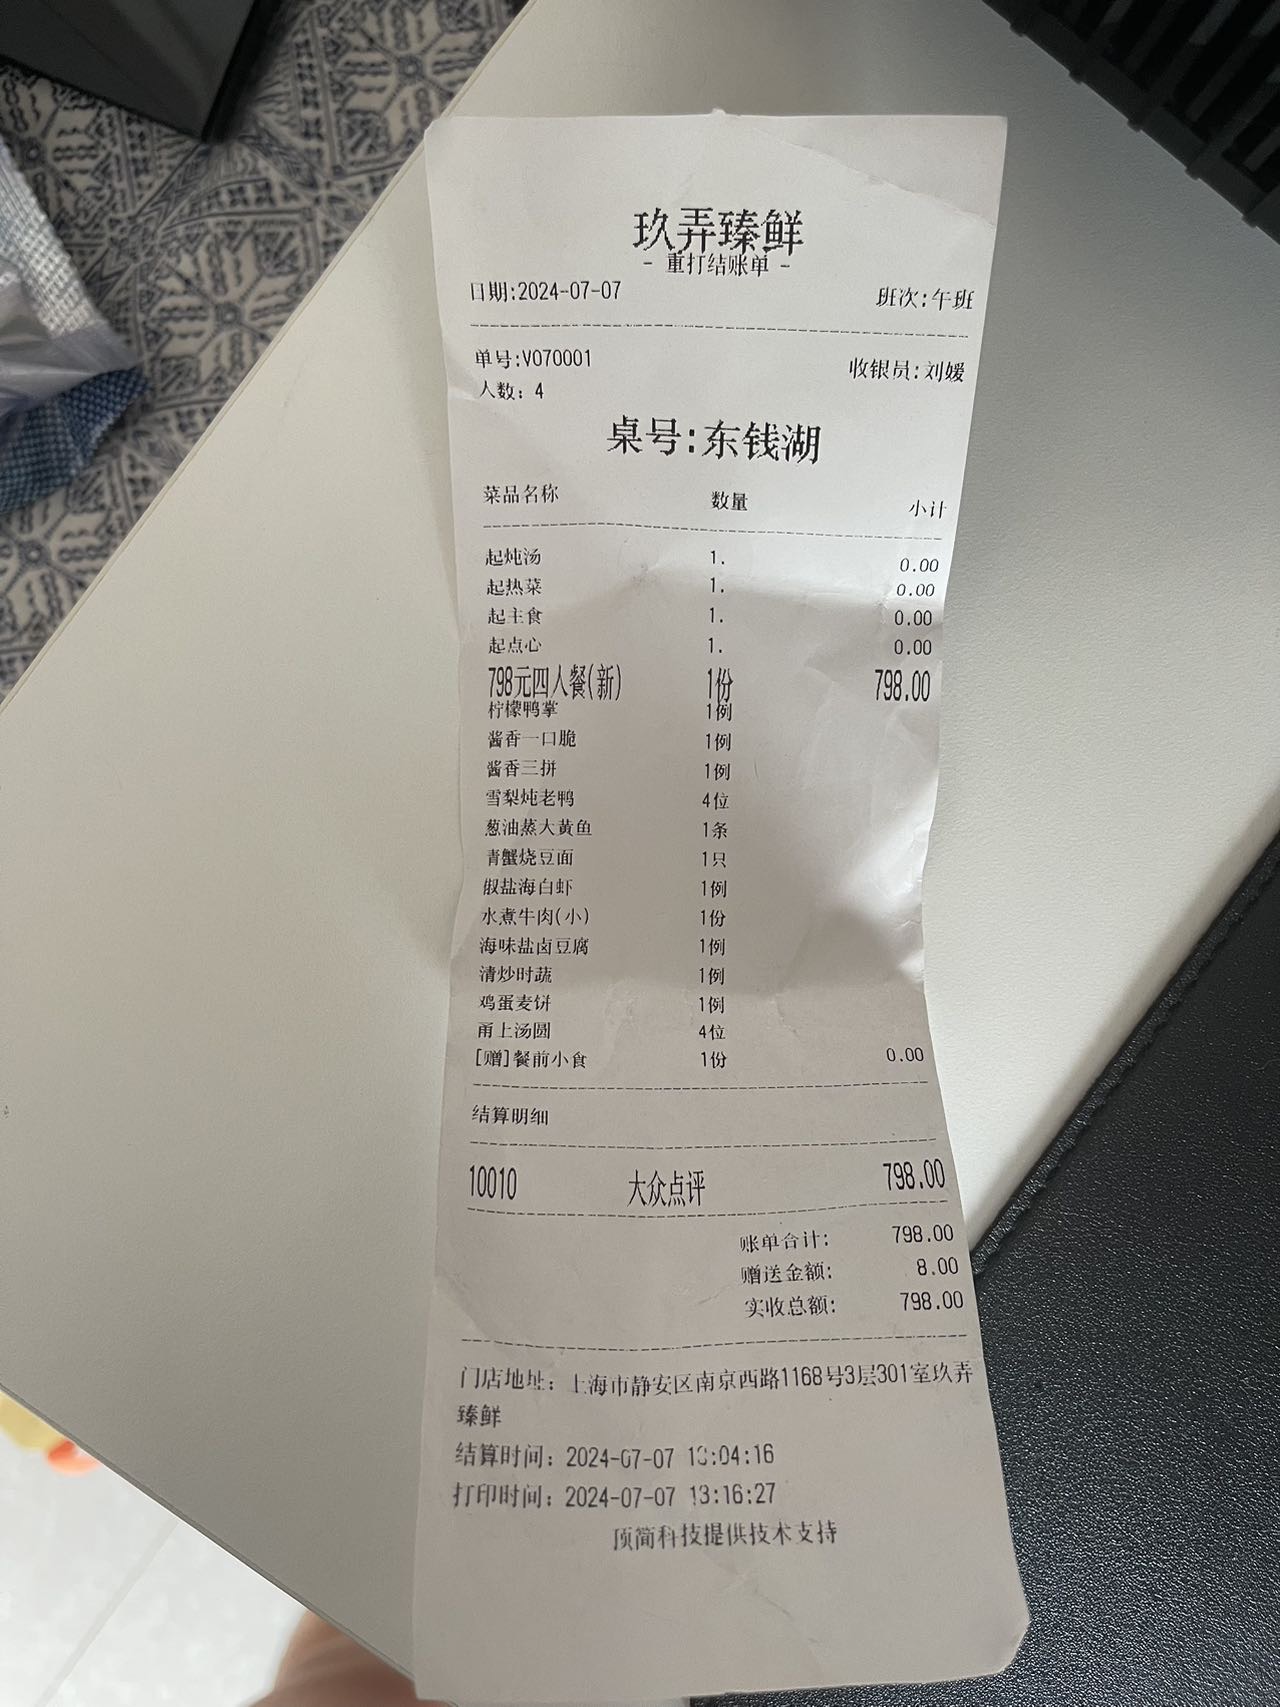 玖弄臻鲜
- 重打结账单 -
日期:2024-07-07 班次:午班
单号:V070001 收银员:刘媛
人数: 4
桌号:东钱湖
菜品名称 数量 小计
起炖汤 1. 0.00
起热菜 1. 0.00
起主食 1. 0.00
起点心 1. 0.00
798元四人餐(新) 1份 798.00
柠檬鸭掌 1例
酱香一口脆 1例
酱香三拼 1例
雪梨炖老鸭 4位
葱油蒸大黄鱼 1条
青蟹烧豆面 1只
椒盐海白虾 1例
水煮牛肉(小) 1份
海味盐卤豆腐 1例
清炒时蔬 1例
鸡蛋麦饼 1例
甬上汤圆 4位
[赠]餐前小食 1份 0.00
结算明细
10010 大众点评 798.00
账单合计: 798.00
赠送金额: 8.00
实收总额: 798.00
门店地址: 上海市静安区南京西路1168号3层301室玖弄
臻鲜
结算时间: 2024-07-07 13:04:16
打印时间: 2024-07-07 13:16:27
顶简科技提供技术支持